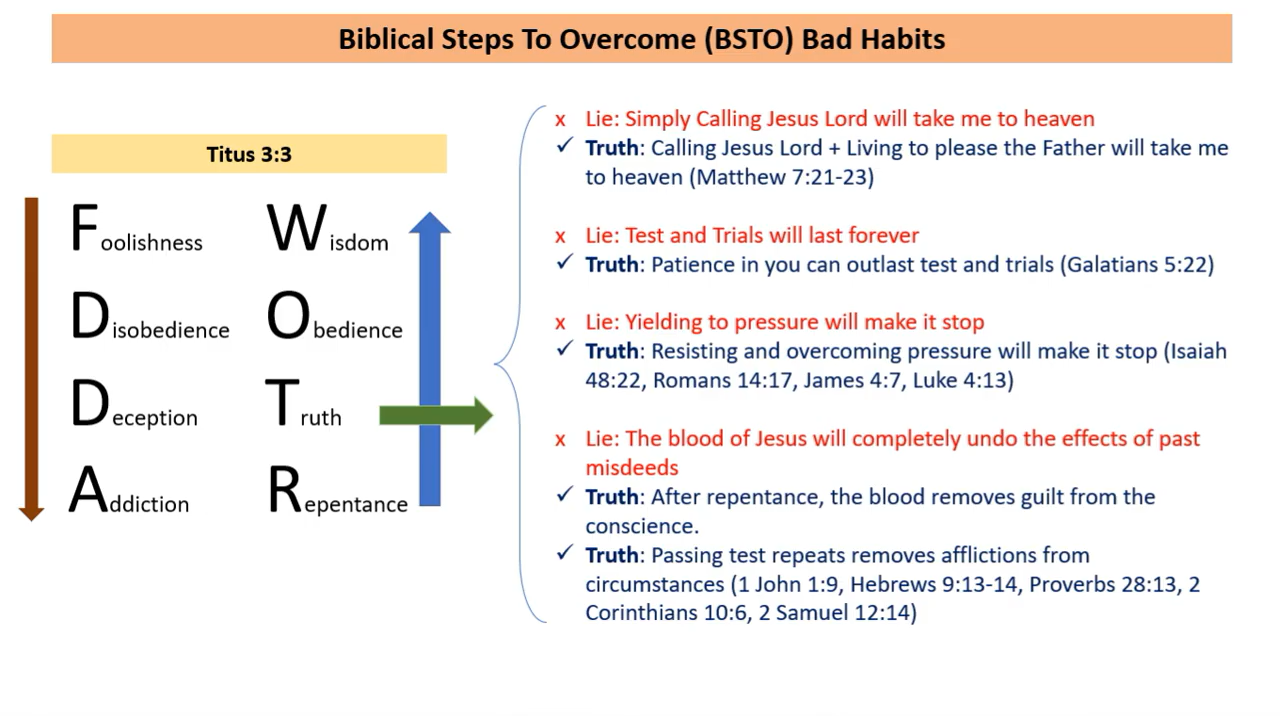 Biblical Steps To Overcome (BSTO) Bad Habits
Titus 3:3
Foolishness
Wisdom
Disobedience
Obedience
Deception
Truth
Addiction
Repentance
x Lie: Simply Calling Jesus Lord will take me to heaven
✓ Truth: Calling Jesus Lord + Living to please the Father will take me
to heaven (Matthew 7:21-23)
x Lie: Test and Trials will last forever
✓ Truth: Patience in you can outlast test and trials (Galatians 5:22)
x Lie: Yielding to pressure will make it stop
✓ Truth: Resisting and overcoming pressure will make it stop (Isaiah
48:22, Romans 14:17, James 4:7, Luke 4:13)
x Lie: The blood of Jesus will completely undo the effects of past
misdeeds
✓ Truth: After repentance, the blood removes guilt from the
conscience.
✓ Truth: Passing test repeats removes afflictions from
circumstances (1 John 1:9, Hebrews 9:13-14, Proverbs 28:13, 2
Corinthians 10:6, 2 Samuel 12:14)